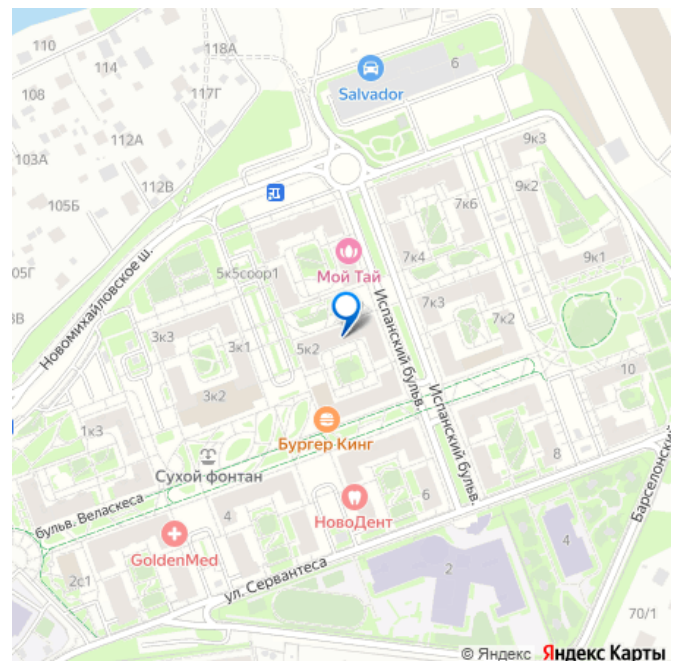 110
118А
114
6
Salvador
117Г
108
112А
9к3
103А
112В
9к2
105Б
7к6
9к1
7к4
Мой Тай
05Г
5к5соор1
7к3
3В
Новомихайловское ш.
Испанский бульв.
7к2
3к3
3к1
5к2
10
3к2
Испанский бульв.
1к3
Бургер Кинг
Барселонский
8
Сухой фонтан
6
НовоДент
бульв. Веласкеса
4
4
GoldenMed
2
2с1
ул. Сервантеса
70/1
© Яндекс Яндекс Карты